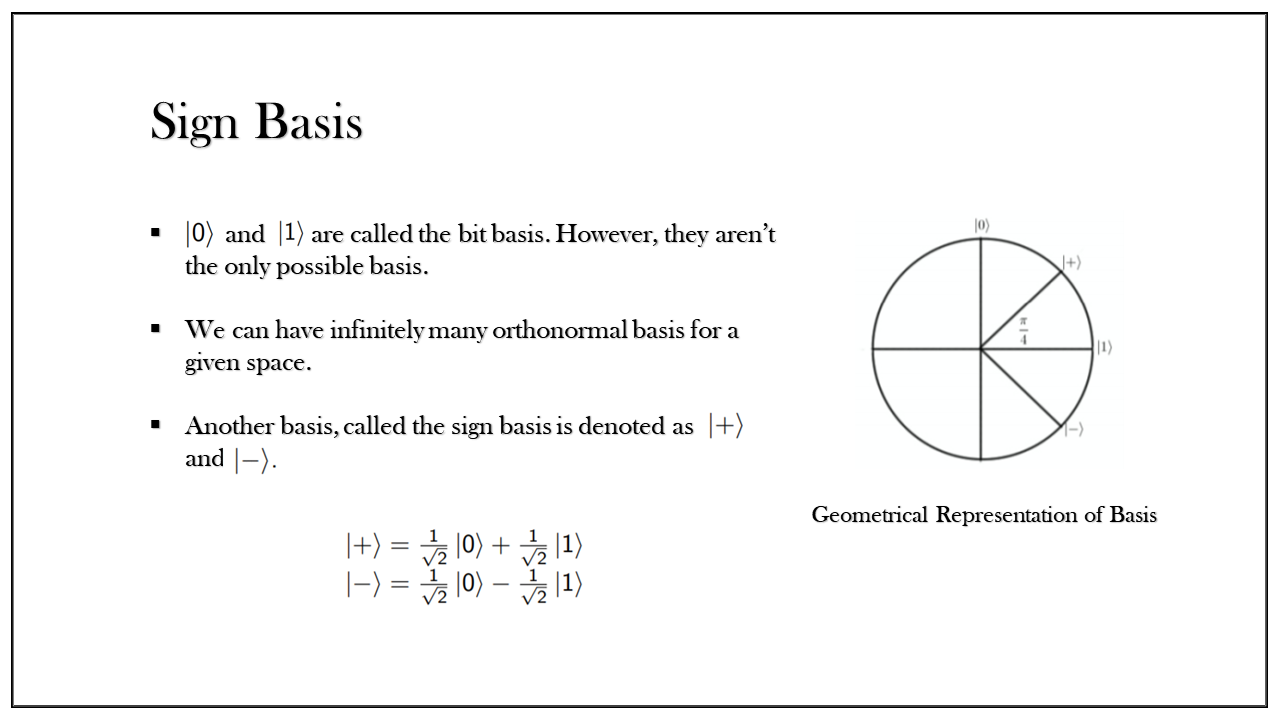 Sign Basis
▪ |0⟩ and |1⟩ are called the bit basis. However, they aren’t
the only possible basis.
▪ We can have infinitely many orthonormal basis for a
given space.
▪ Another basis, called the sign basis is denoted as |+⟩
and |−⟩.
|+⟩ = 1/√2 |0⟩ + 1/√2 |1⟩
|−⟩ = 1/√2 |0⟩ − 1/√2 |1⟩
|0⟩
|+⟩
π/4
|1⟩
|−⟩
Geometrical Representation of Basis